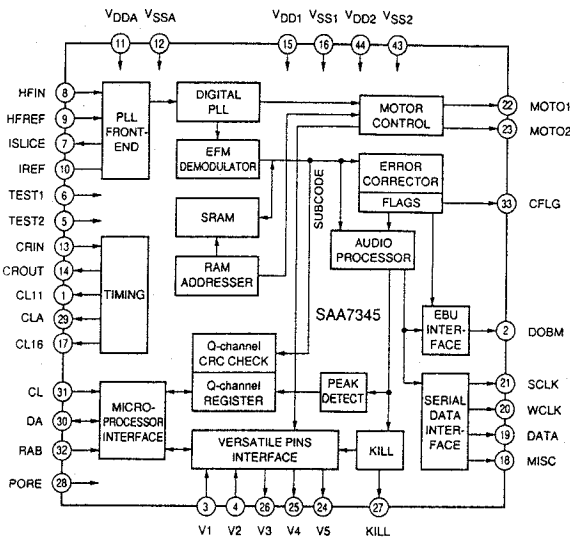 VDDA VSSA VDD1 VSS1 VDD2 VSS2
11 12 15 16 44 43
HFIN 8
HFREF 9
ISLICE 7
IREF 10
TEST1 6
TEST2 5
CRIN 13
CROUT 14
CL11 1
CLA 29
CL16 17
CL 31
DA 30
RAB 32
PORE 28
PLL
FRONT-
END
DIGITAL
PLL
EFM
DEMODULATOR
SRAM
RAM
ADDRESSER
TIMING
SUBCODE
MOTOR
CONTROL
ERROR
CORRECTOR
FLAGS
AUDIO
PROCESSOR
SAA7345
EBU
INTER-
FACE
Q-channel
CRC CHECK
Q-channel
REGISTER
PEAK
DETECT
SERIAL
DATA
INTER-
FACE
MICRO-
PROCESSOR
INTERFACE
VERSATILE PINS
INTERFACE
KILL
22 MOTO1
23 MOTO2
33 CFLG
2 DOBM
21 SCLK
20 WCLK
19 DATA
18 MISC
3 4 26 25 24 27
V1 V2 V3 V4 V5 KILL